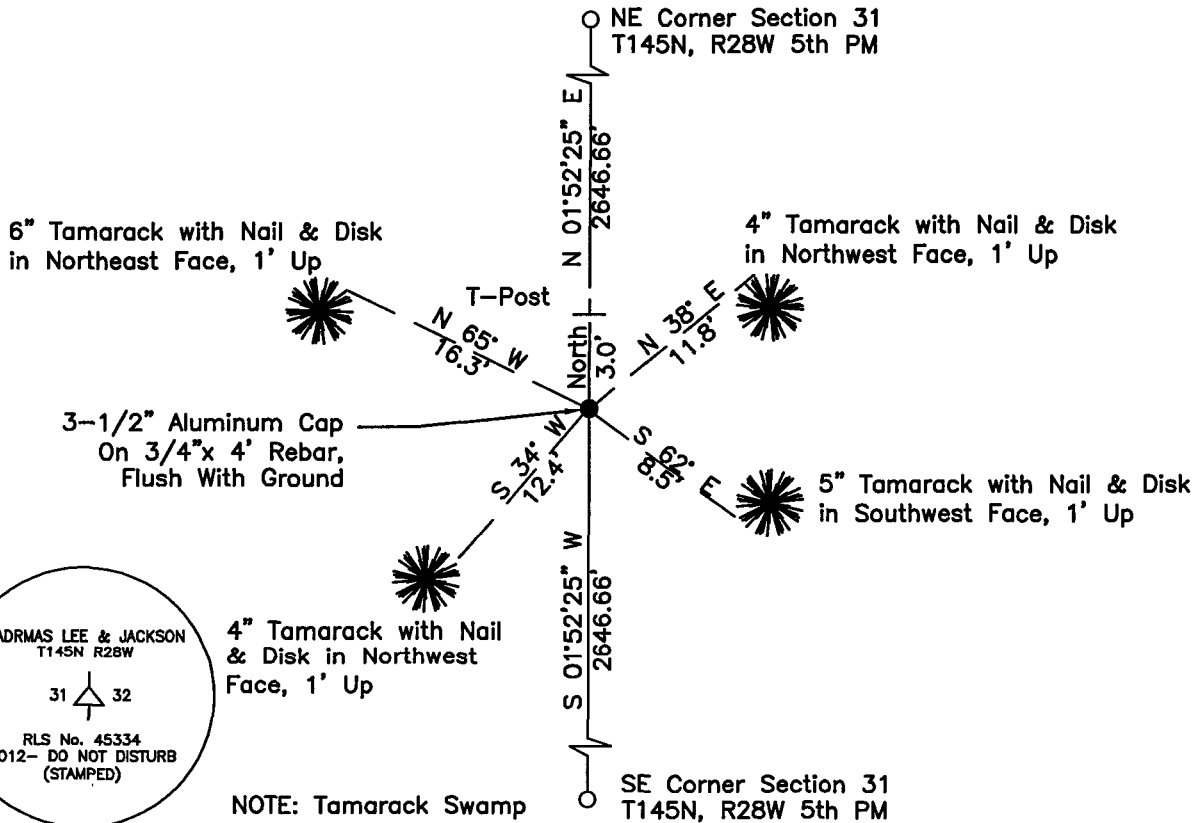 NE Corner Section 31
T145N, R28W 5th PM
N 01°52'25" E
2646.66'
6" Tamarack with Nail & Disk
in Northeast Face, 1' Up
4" Tamarack with Nail & Disk
in Northwest Face, 1' Up
T-Post
N 65° W
16.3'
North
3.0'
N 38° E
11.8'
3-1/2" Aluminum Cap
On 3/4"x 4' Rebar,
Flush With Ground
S 34° W
12.4'
S 62° E
8.5'
5" Tamarack with Nail & Disk
in Southwest Face, 1' Up
S 01°52'25" W
2646.66'
4" Tamarack with Nail
& Disk in Northwest
Face, 1' Up
ADRMAS LEE & JACKSON
T145N R28W
31 32
RLS No. 45334
012- DO NOT DISTURB
(STAMPED)
NOTE: Tamarack Swamp
SE Corner Section 31
T145N, R28W 5th PM